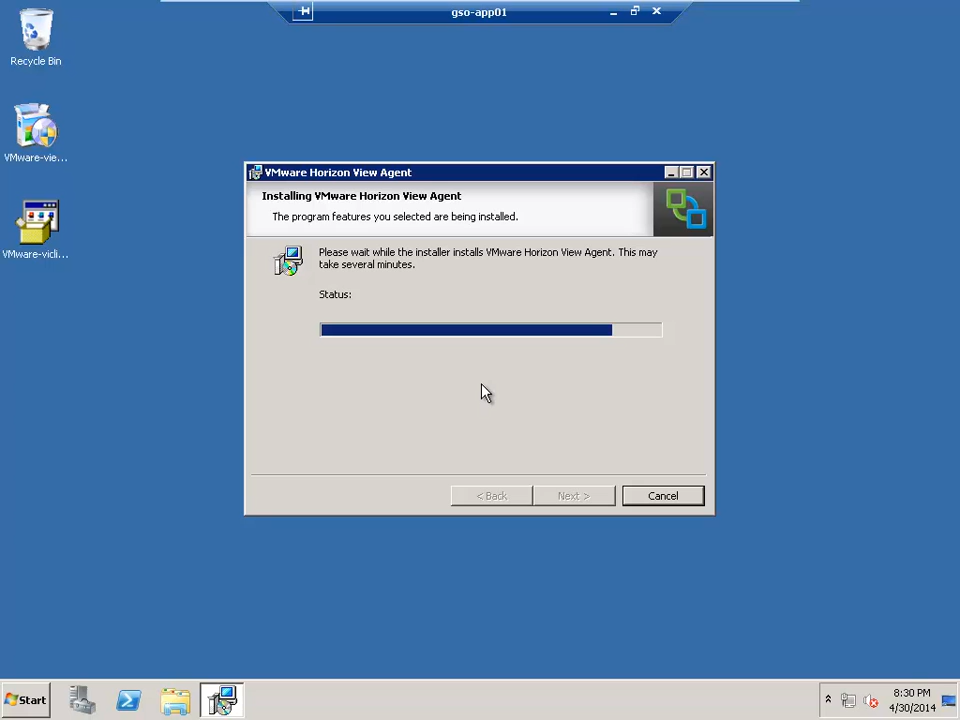 gso-app01
Recycle Bin
VMware-vie...
VMware-vicli...
VMware Horizon View Agent
Installing VMware Horizon View Agent
The program features you selected are being installed.
Please wait while the installer installs VMware Horizon View Agent. This may
take several minutes.
Status:
< Back
Next >
Cancel
Start
8:30 PM
4/30/2014